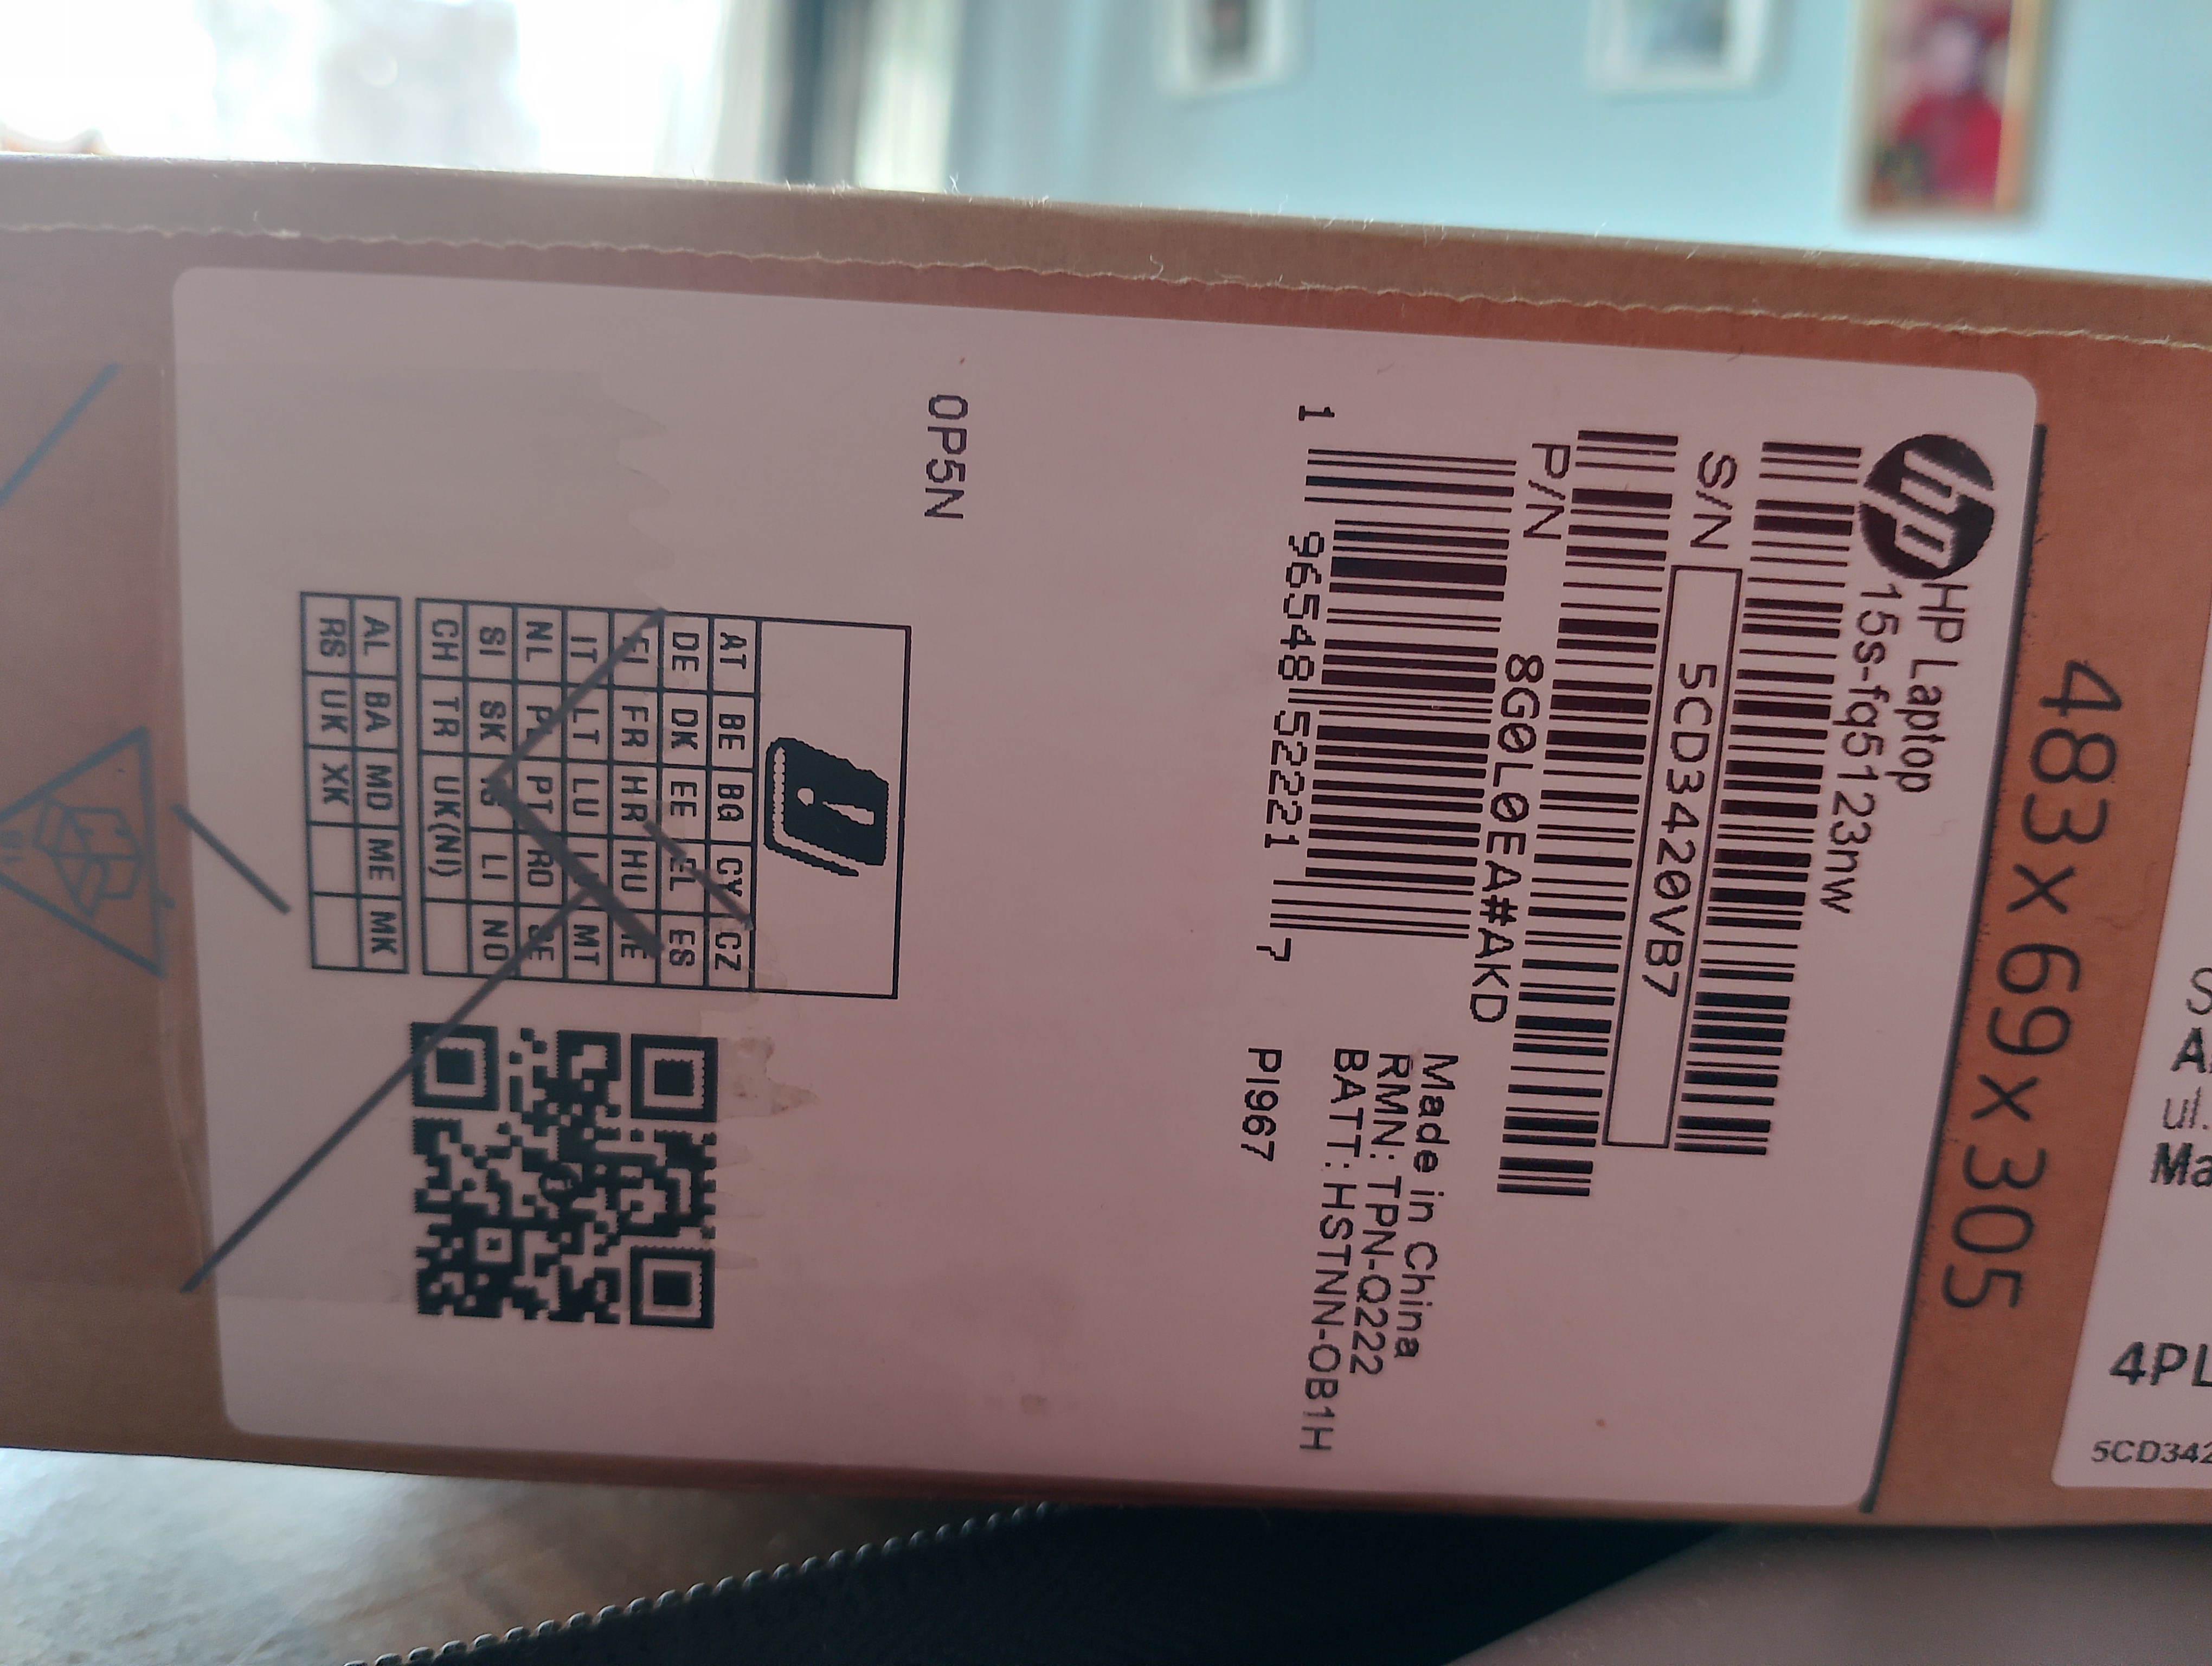 483x69x305
hp
HP Laptop
15s-fq5123nw
S/N 5CD3420VB7
P/N 8G0L0EA#AKD
1 96548 52221 7
Made in China
RMN: TPN-Q222
BATT: HSTNN-OB1H
PI967
0P5N
AT BE BG CY CZ
DE DK EE EL ES
FI FR HR HU IE
IT LT LU LV MT
NL PL PT RO SE
SI SK IS LI NO
CH TR UK(NI)
AL BA MD ME MK
RS UK XK
ul.
4PL
5CD342